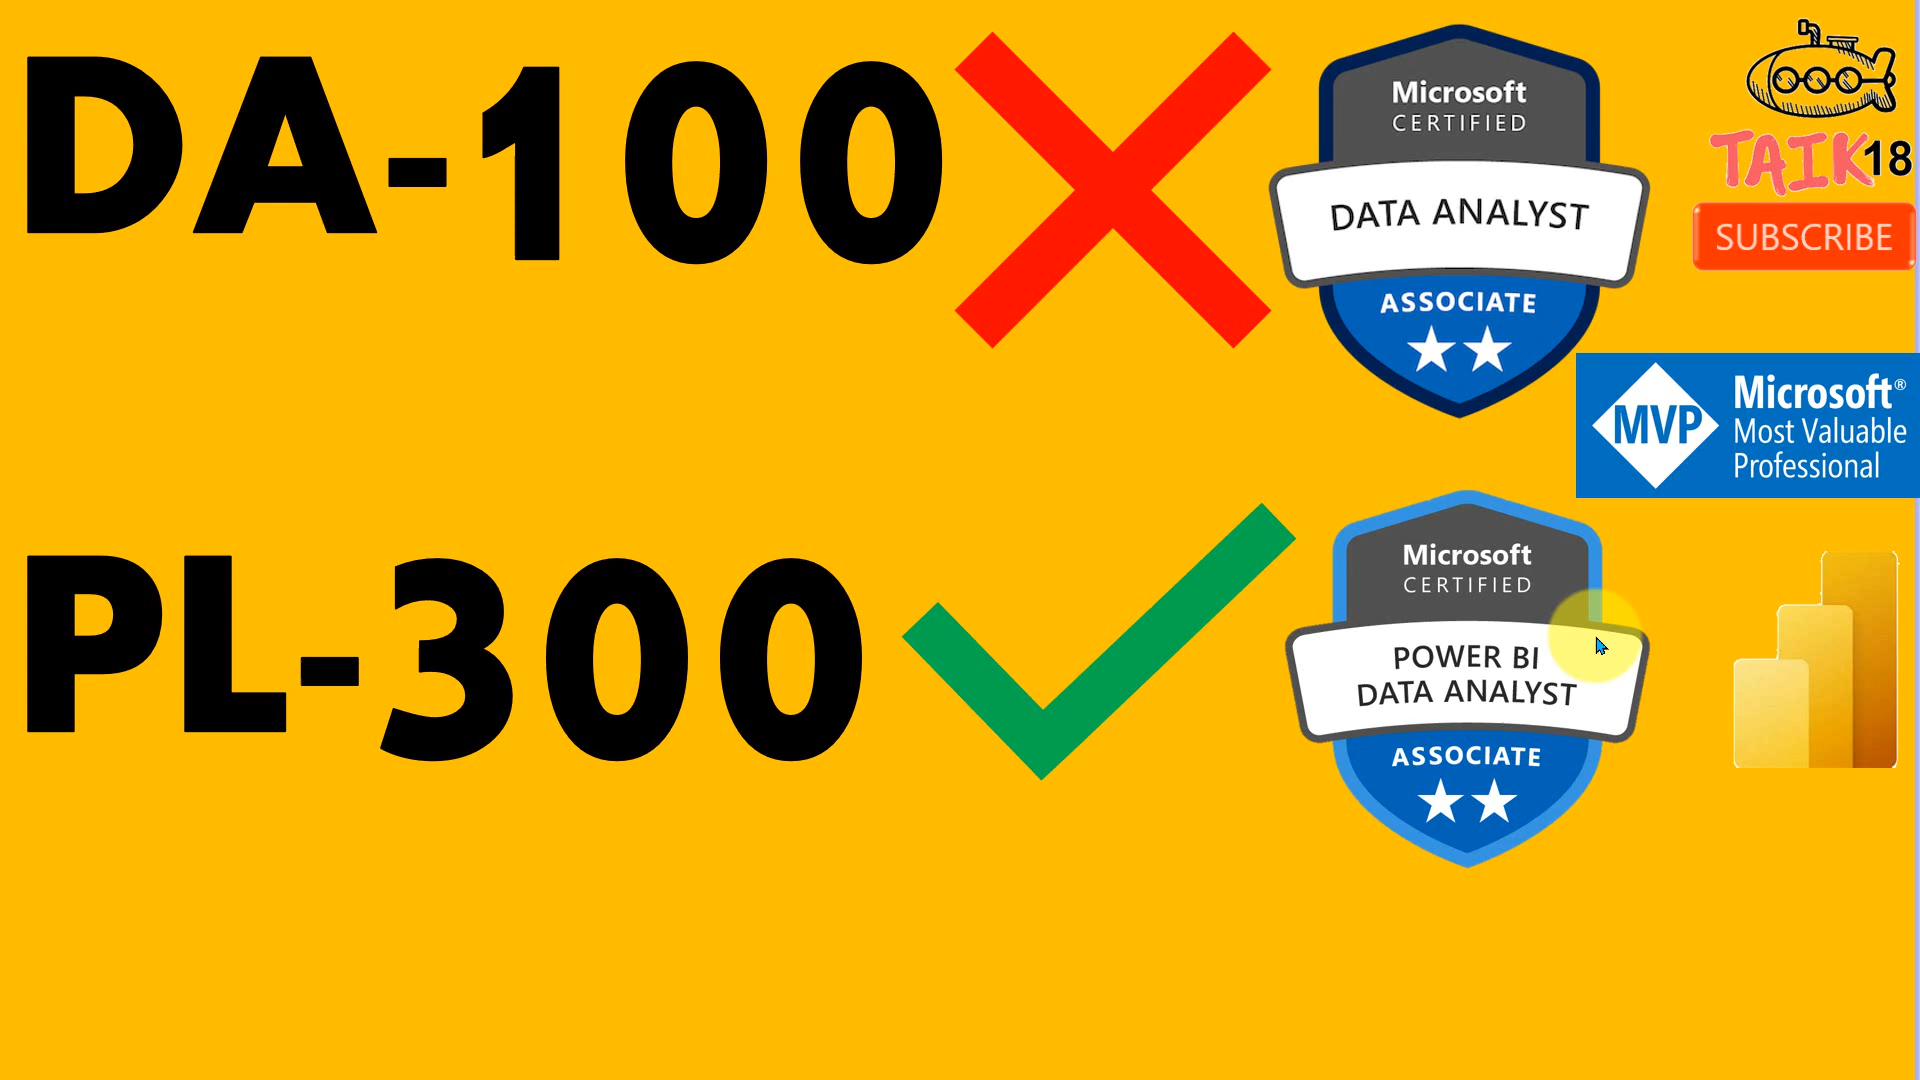 DA-100
Microsoft
CERTIFIED
DATA ANALYST
ASSOCIATE
TAIK18
SUBSCRIBE
MVP
Microsoft®
Most Valuable
Professional
PL-300
Microsoft
CERTIFIED
POWER BI
DATA ANALYST
ASSOCIATE